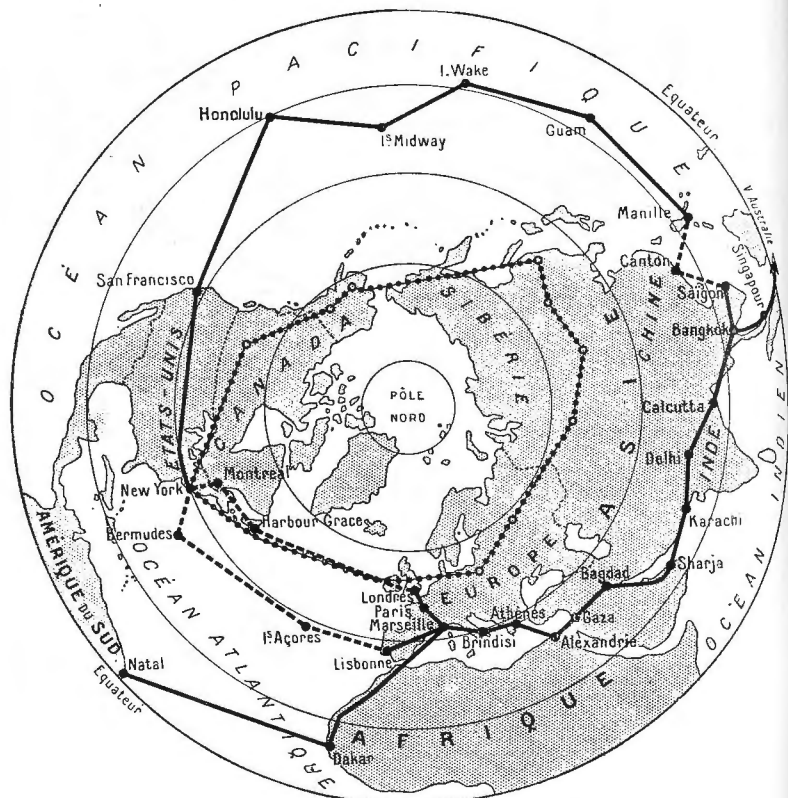 OCÉAN PACIFIQUE
I. Wake
Honolulu
Iˢ Midway
Guam
Equateur
Manille
V. Australie
Canton
Singapour
San Francisco
Saïgon
CHINE
Bangkok
SIBÉRIE
CANADA
ÉTATS-UNIS
ASIE
PÔLE
NORD
Calcutta
INDE
Delhi
OCÉAN INDIEN
Montreal
New York
Karachi
Harbour Grace
Bermudes
AMÉRIQUE DU SUD
OCÉAN ATLANTIQUE
EUROPE
Sharja
Bagdad
Londres
Paris
Athènes
Gaza
Marseille
Iˢ Açores
Brindisi
Alexandrie
Lisbonne
Natal
Equateur
AFRIQUE
Dakar